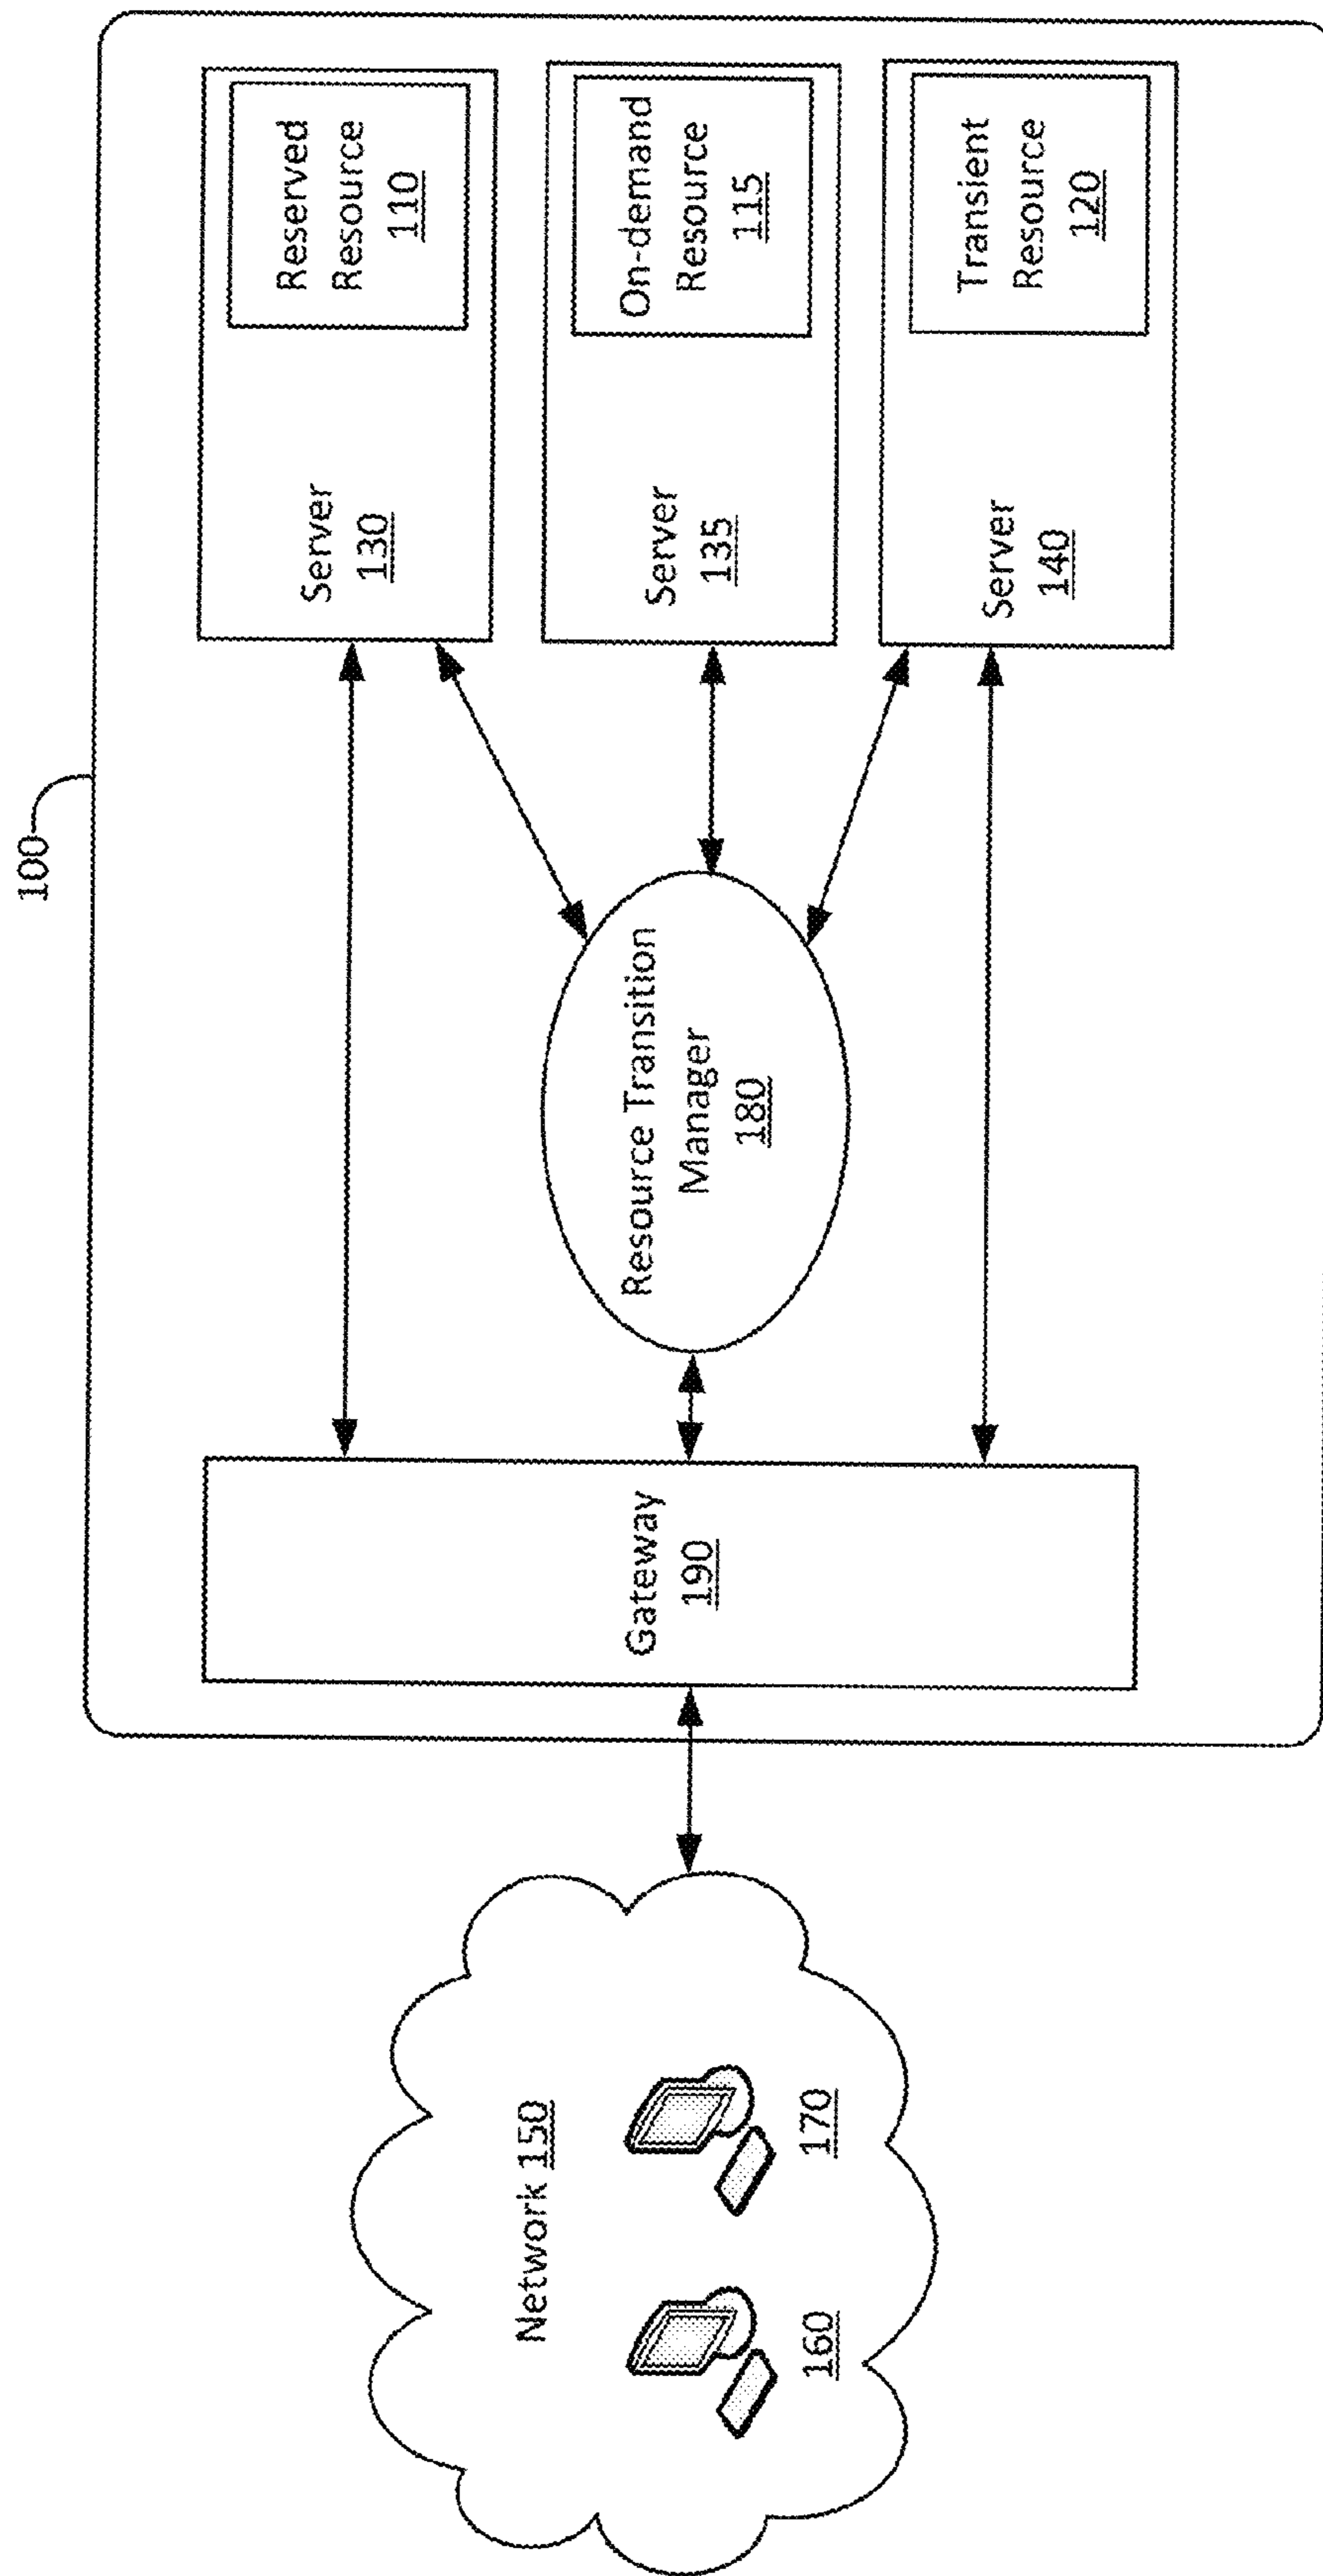 100
Network 150
160
170
Gateway
190
Resource Transition
Manager
180
Server
130
Reserved
Resource
110
Server
135
On-demand
Resource
115
Server
140
Transient
Resource
120